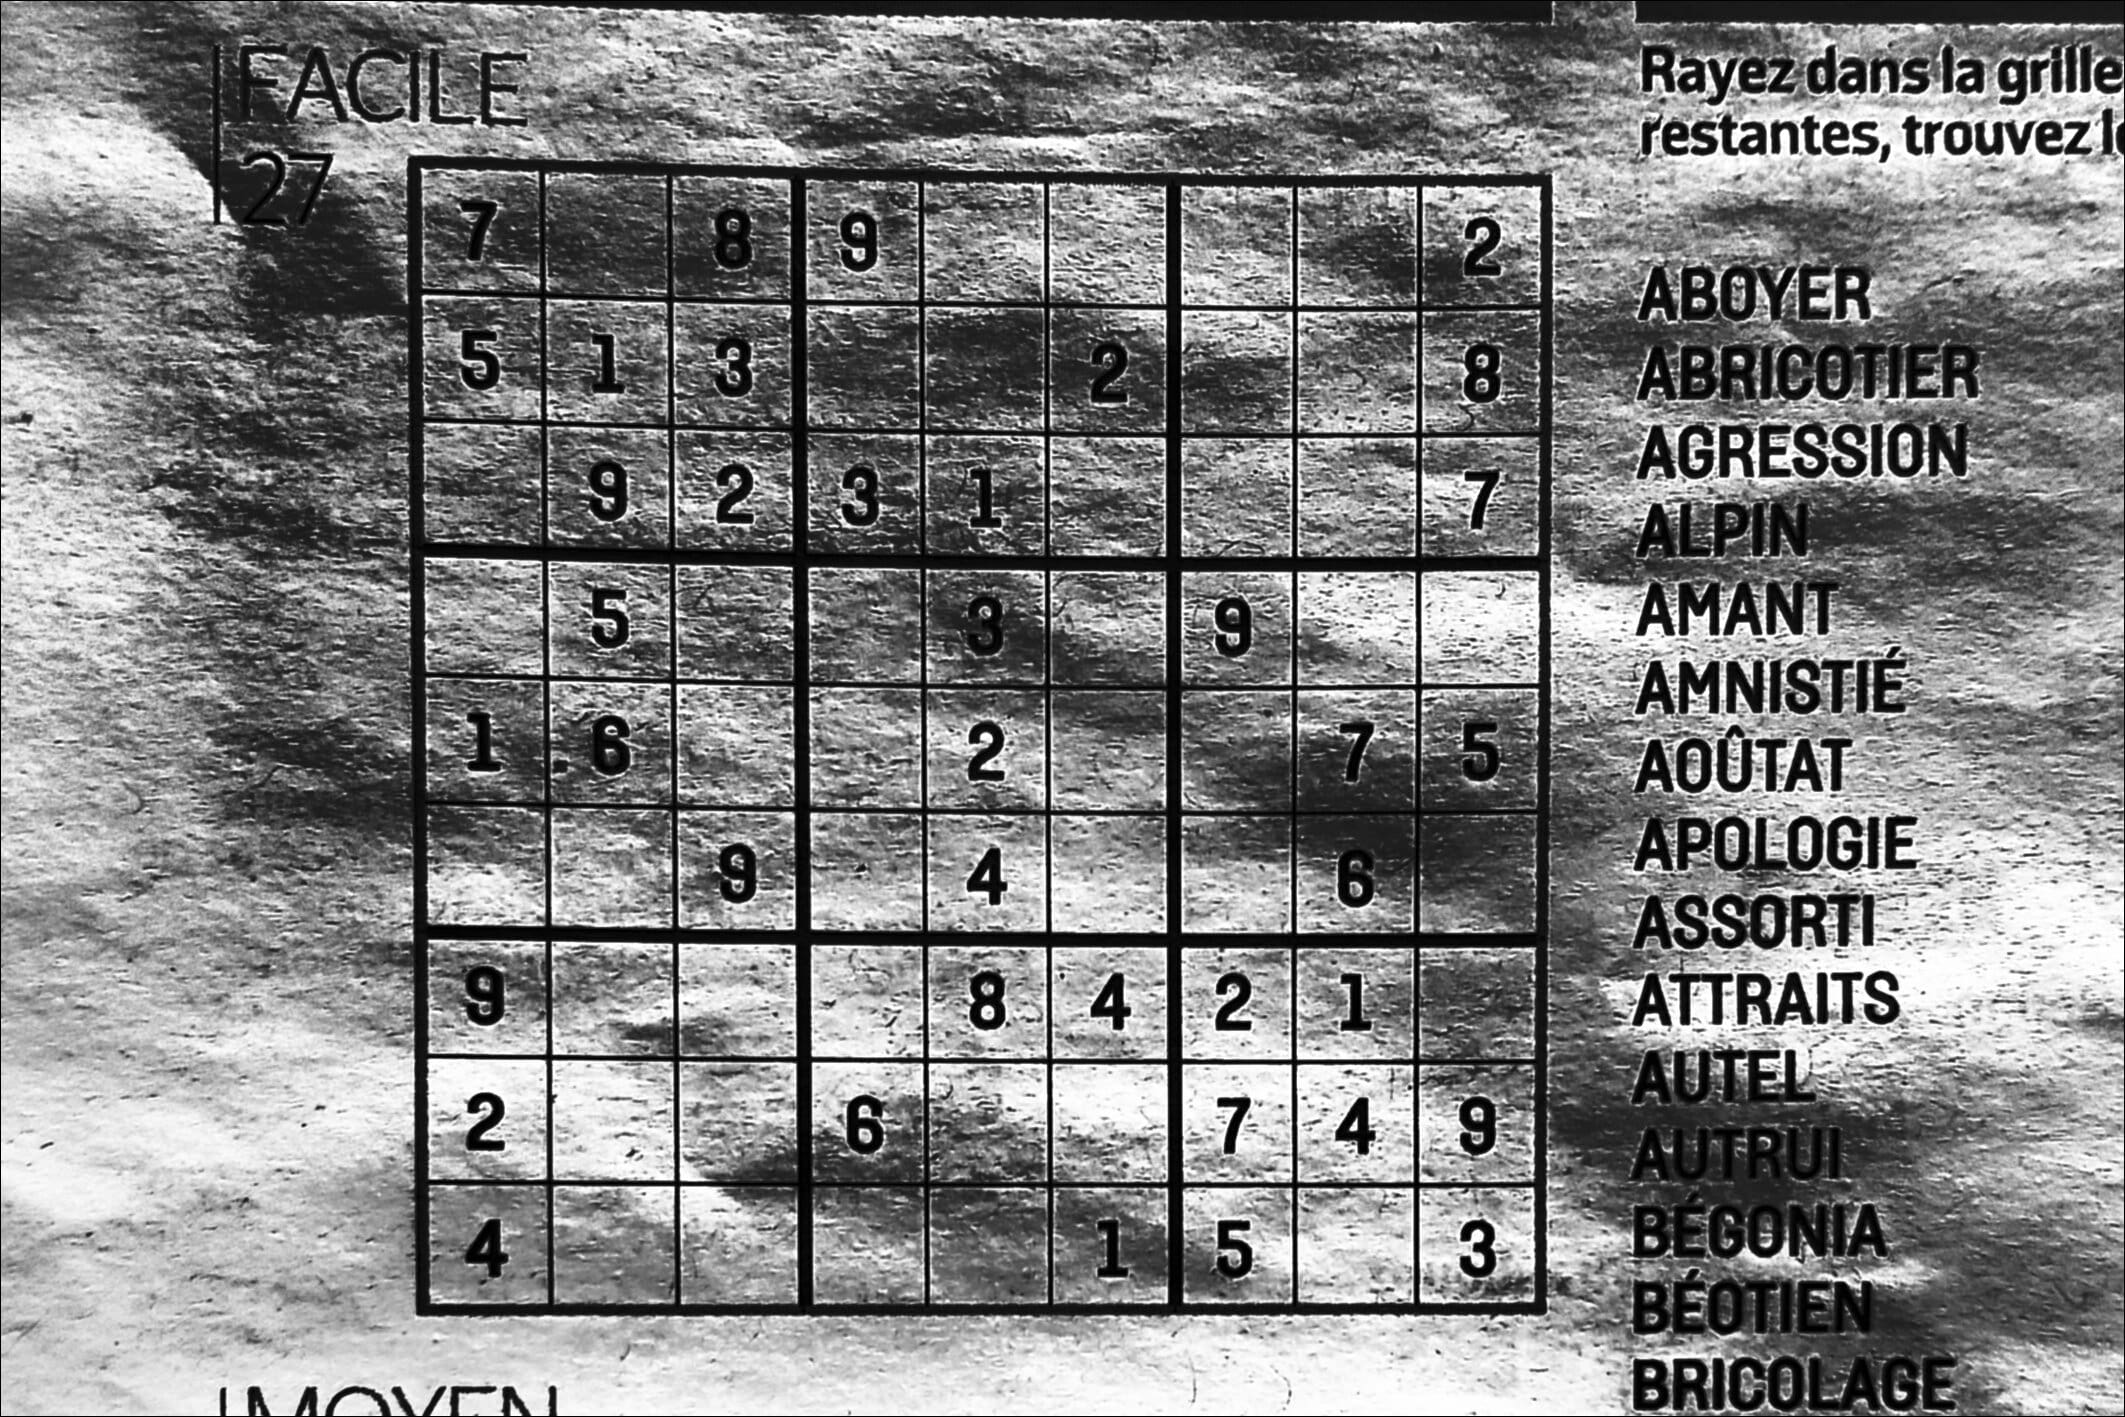 FACILE
27
7 8 9 2
5 1 3 2 8
9 2 3 1 7
5 3 9
1 6 2 7 5
9 4 6
9 8 4 2 1
2 6 7 4 9
4 1 5 3
MOYEN
Rayez dans la grille
restantes, trouvez
ABOYER
ABRICOTIER
AGRESSION
ALPIN
AMANT
AMNISTIÉ
AOÛTAT
APOLOGIE
ASSORTI
ATTRAITS
AUTEL
AUTRUI
BÉGONIA
BÉOTIEN
BRICOLAGE